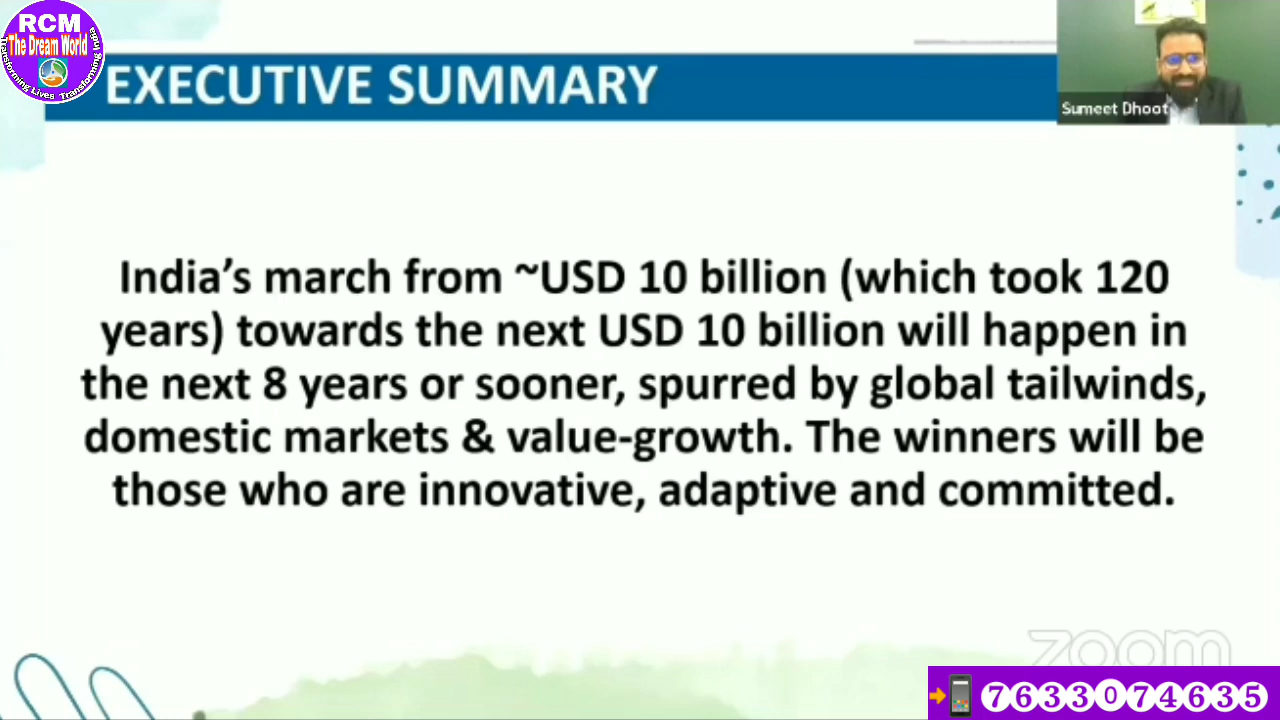 RCM
The Dream World
Transforming Lives Transforming India
EXECUTIVE SUMMARY
Sumeet Dhoot
India’s march from ~USD 10 billion (which took 120
years) towards the next USD 10 billion will happen in
the next 8 years or sooner, spurred by global tailwinds,
domestic markets & value-growth. The winners will be
those who are innovative, adaptive and committed.
zoom
7633074635